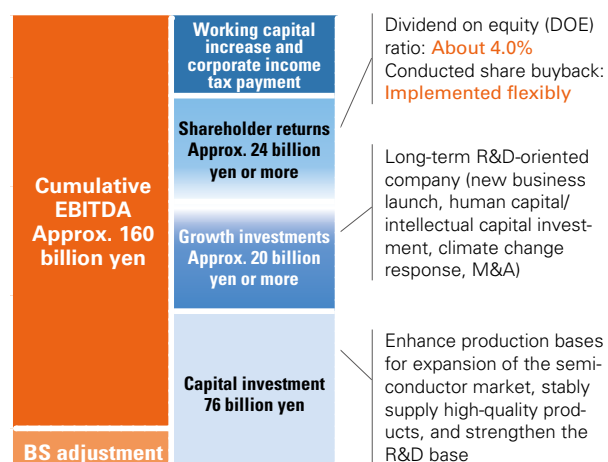 Cumulative
EBITDA
Approx. 160
billion yen
BS adjustment
Working capital
increase and
corporate income
tax payment
Shareholder returns
Approx. 24 billion
yen or more
Growth investments
Approx. 20 billion
yen or more
Capital investment
76 billion yen
Dividend on equity (DOE)
ratio: About 4.0%
Conducted share buyback:
Implemented flexibly
Long-term R&D-oriented
company (new business
launch, human capital/
intellectual capital invest-
ment, climate change
response, M&A)
Enhance production bases
for expansion of the semi-
conductor market, stably
supply high-quality prod-
ucts, and strengthen the
R&D base